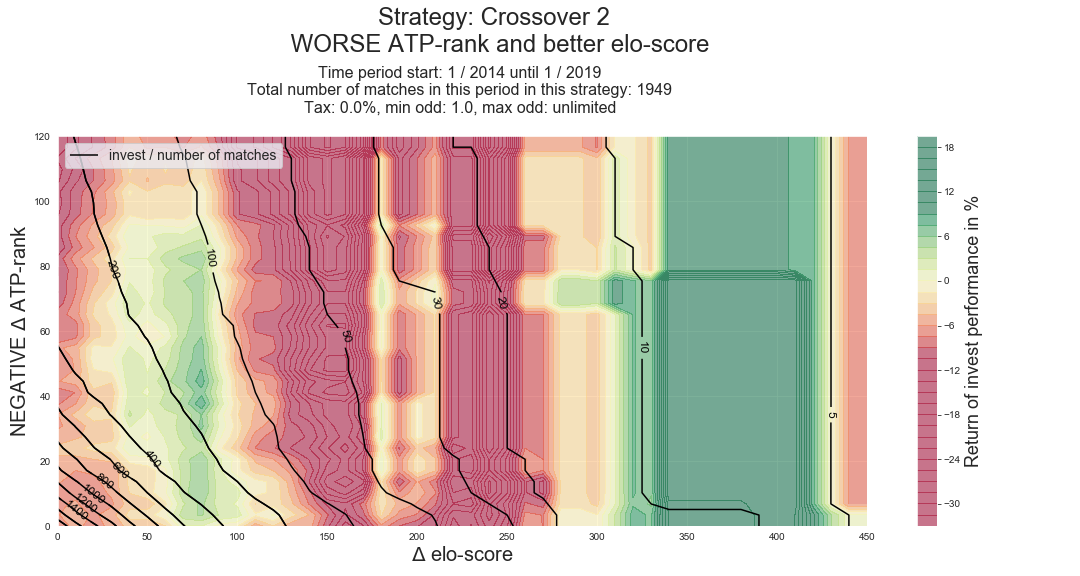 Strategy: Crossover 2
WORSE ATP-rank and better elo-score
Time period start: 1 / 2014 until 1 / 2019
Total number of matches in this period in this strategy: 1949
Tax: 0.0%, min odd: 1.0, max odd: unlimited
invest / number of matches
NEGATIVE Δ ATP-rank
120
100
80
60
40
20
0
200
100
50
30
20
10
5
400
600
800
1000
1200
1400
0 50 100 150 200 250 300 350 400 450
Δ elo-score
18
12
6
0
−6
−12
−18
−24
−30
Return of invest performance in %